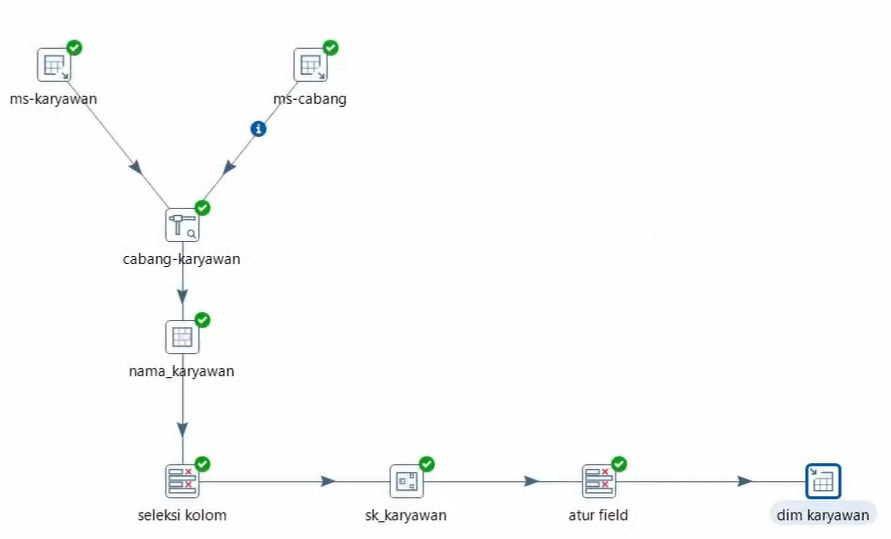 ms-karyawan
ms-cabang
cabang-karyawan
nama_karyawan
seleksi kolom
sk_karyawan
atur field
dim karyawan